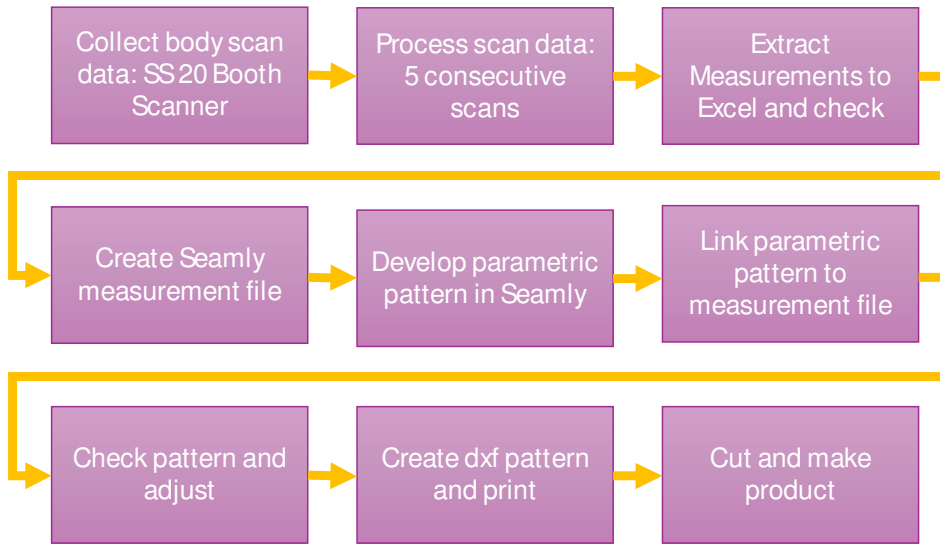 Collect body scan
data: SS20 Booth
Scanner
Process scan data:
5 consecutive
scans
Extract
Measurements to
Excel and check
Create Seamly
measurement file
Develop parametric
pattern in Seamly
Link parametric
pattern to
measurement file
Check pattern and
adjust
Create dxf pattern
and print
Cut and make
product